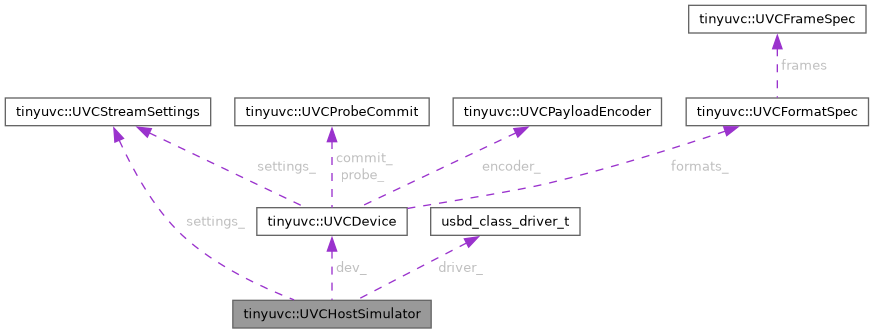 tinyuvc::UVCFrameSpec
frames
tinyuvc::UVCStreamSettings
tinyuvc::UVCProbeCommit
tinyuvc::UVCPayloadEncoder
tinyuvc::UVCFormatSpec
settings_
commit_
probe_
encoder_
formats_
settings_
tinyuvc::UVCDevice
usbd_class_driver_t
dev_
driver_
tinyuvc::UVCHostSimulator